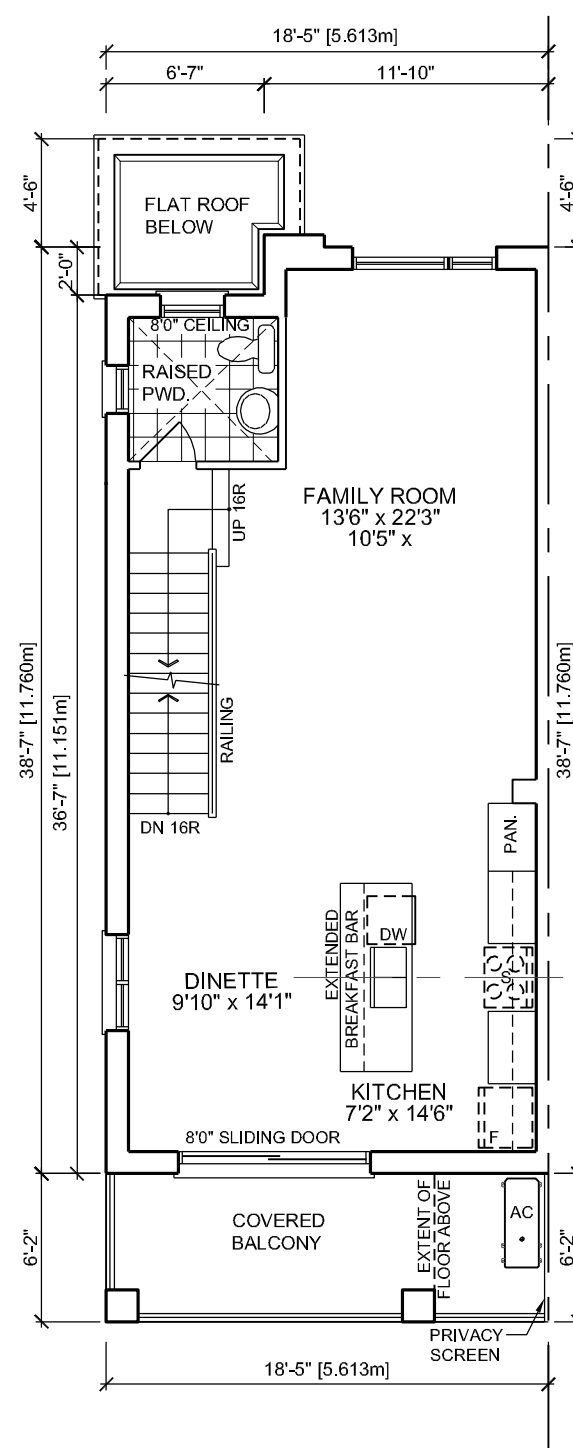 18'-5" [5.613m]
6'-7"
11'-10"
4'-6"
4'-6"
FLAT ROOF
BELOW
2'-0"
8'0" CEILING
RAISED
PWD.
UP 16R
FAMILY ROOM
13'6" x 22'3"
10'5" x
38'-7" [11.760m]
36'-7" [11.151m]
38'-7" [11.760m]
RAILING
DN 16R
PAN.
EXTENDED
BREAKFAST BAR
DW
S
DINETTE
9'10" x 14'1"
KITCHEN
7'2" x 14'6"
F
8'0" SLIDING DOOR
COVERED
BALCONY
EXTENT OF
FLOOR ABOVE
AC
6'-2"
6'-2"
PRIVACY
SCREEN
18'-5" [5.613m]